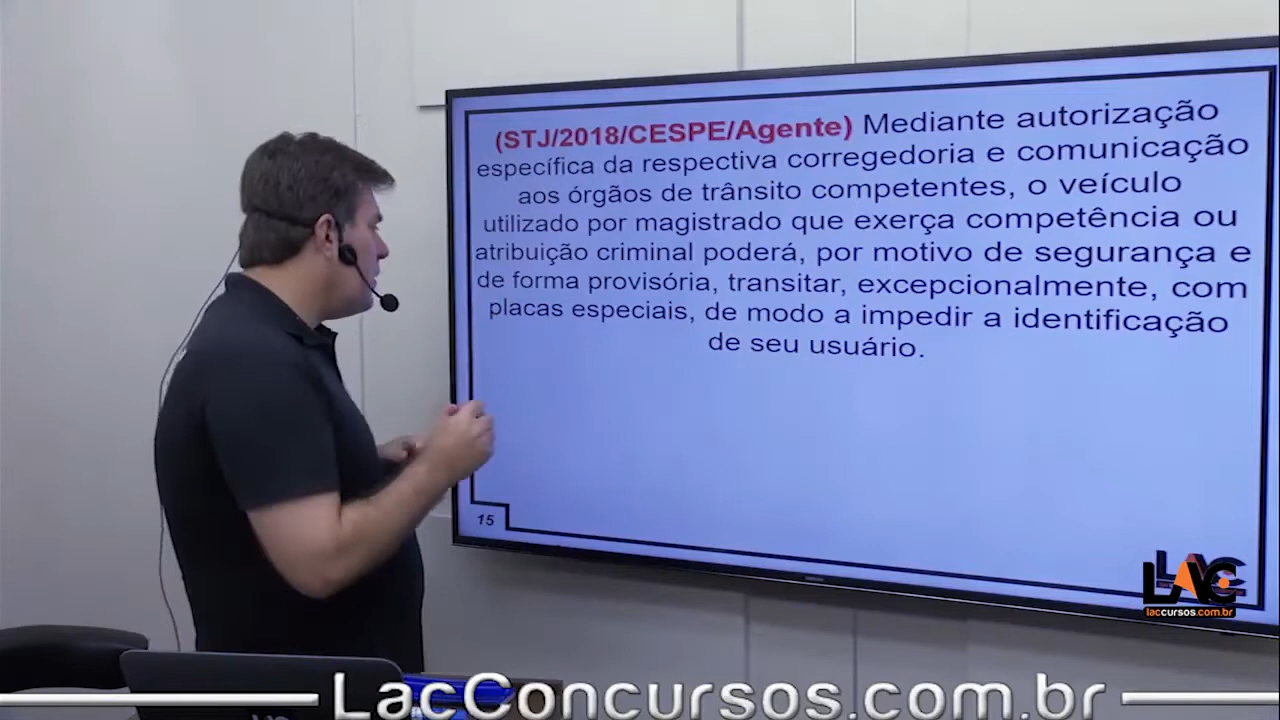 (STJ/2018/CESPE/Agente) Mediante autorização
específica da respectiva corregedoria e comunicação
aos órgãos de trânsito competentes, o veículo
utilizado por magistrado que exerça competência ou
atribuição criminal poderá, por motivo de segurança e
de forma provisória, transitar, excepcionalmente, com
placas especiais, de modo a impedir a identificação
de seu usuário.
15
LAC
laccursos.com.br
LacConcursos.com.br